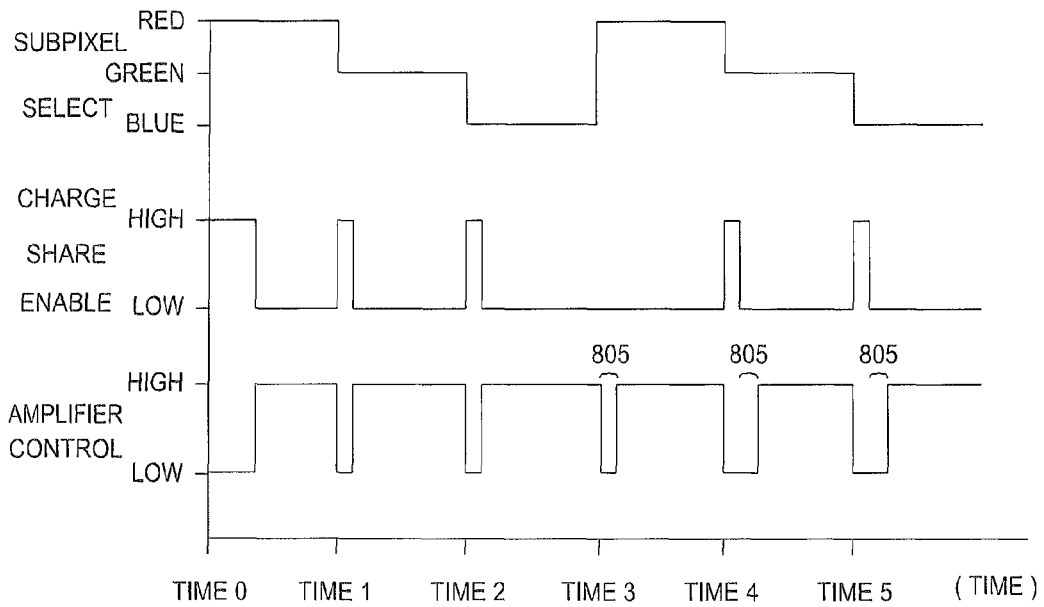 RED
SUBPIXEL
GREEN
SELECT
BLUE
CHARGE
HIGH
SHARE
ENABLE LOW
805 805 805
HIGH
AMPLIFIER
CONTROL
LOW
TIME 0 TIME 1 TIME 2 TIME 3 TIME 4 TIME 5 ( TIME )